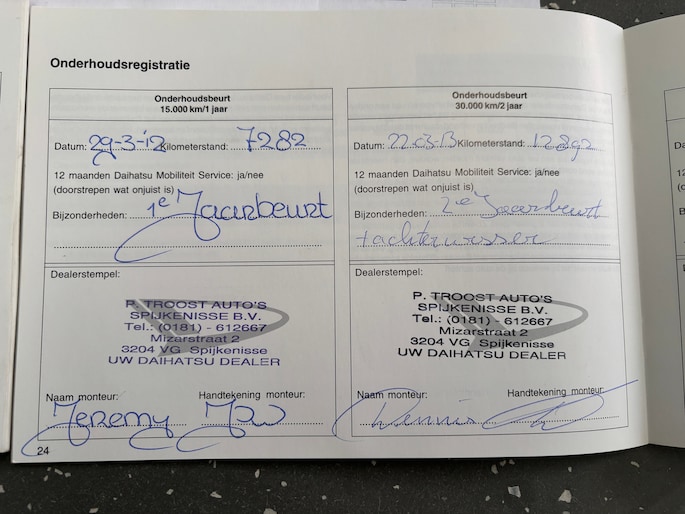 Onderhoudsregistratie
Onderhoudsbeurt
15.000 km/1 jaar
Datum: 29-3-12 Kilometerstand: 7282
12 maanden Daihatsu Mobiliteit Service: ja/nee
(doorstrepen wat onjuist is)
Bijzonderheden: 1e Jaarbeurt
Dealerstempel:
P. TROOST AUTO'S
SPIJKENISSE B.V.
Tel.: (0181) - 612667
Mizarstraat 2
3204 VG Spijkenisse
UW DAIHATSU DEALER
Naam monteur: Handtekening monteur:
Jeremy
24
Onderhoudsbeurt
30.000 km/2 jaar
Datum: 22-03-13 Kilometerstand: 12892
12 maanden Daihatsu Mobiliteit Service: ja/nee
(doorstrepen wat onjuist is)
Bijzonderheden: 2e Jaarbeurt
+achterwisser
Dealerstempel:
P. TROOST AUTO'S
SPIJKENISSE B.V.
Tel.: (0181) - 612667
Mizarstraat 2
3204 VG Spijkenisse
UW DAIHATSU DEALER
Naam monteur: Handtekening monteur:
Dennis